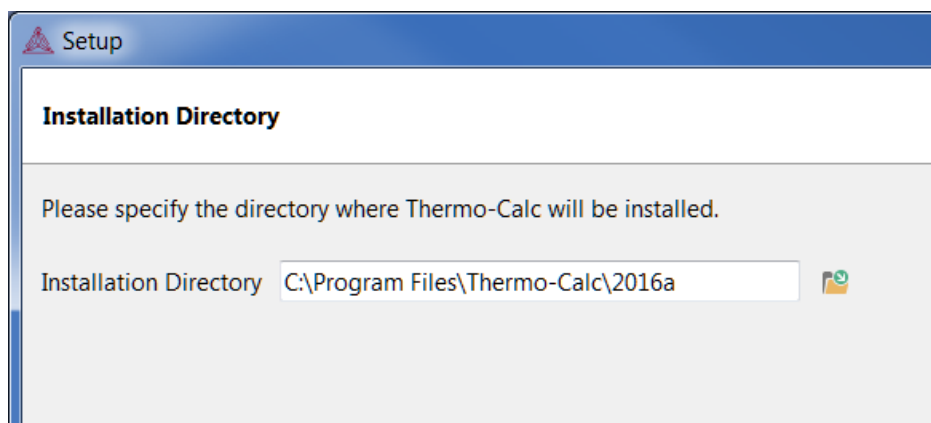 Setup
Installation Directory
Please specify the directory where Thermo-Calc will be installed.
Installation Directory C:\Program Files\Thermo-Calc\2016a